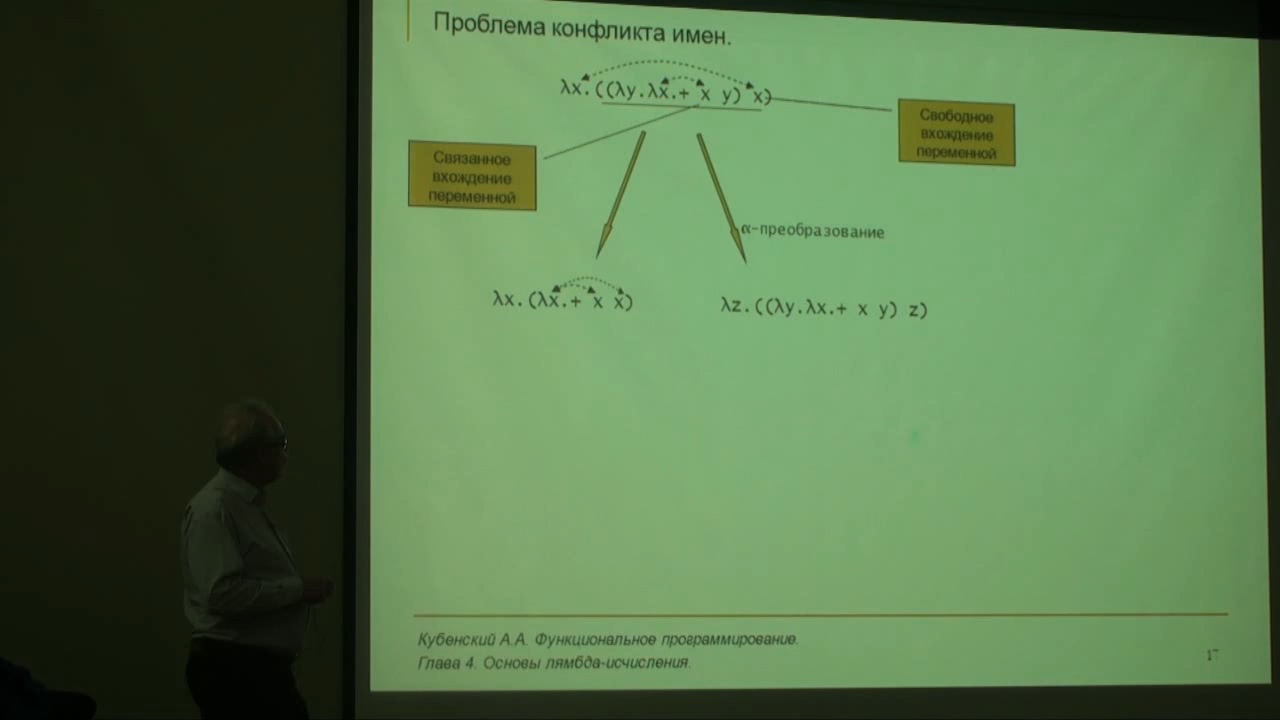 Проблема конфликта имен.
λx.((λy.λx.+ x y) x)
Свободное
вхождение
переменной
Связанное
вхождение
переменной
α-преобразование
λx.(λx.+ x x)
λz.((λy.λx.+ x y) z)
Кубенский А.А. Функциональное программирование.
Глава 4. Основы лямбда-исчисления.
17